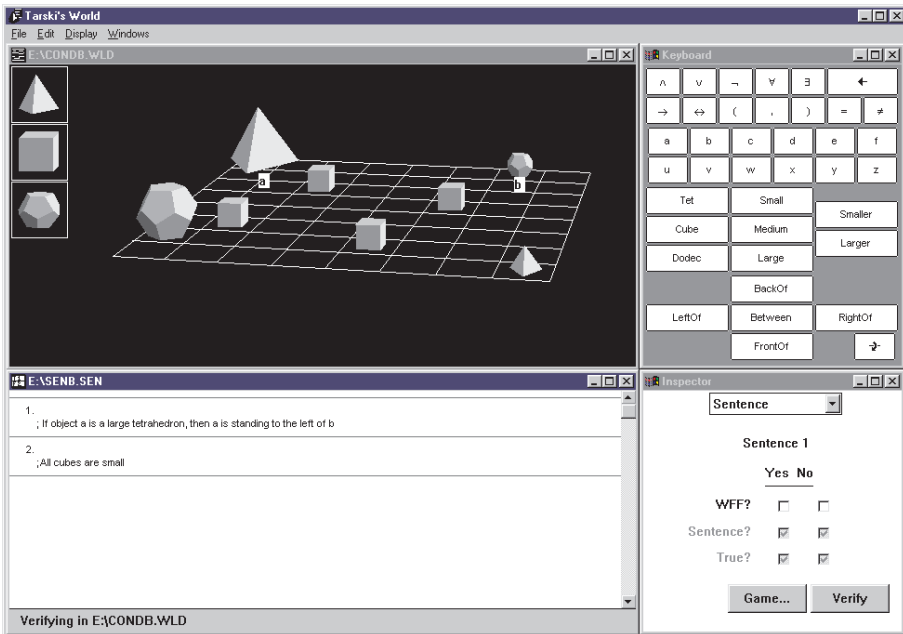 Tarski's World
File Edit Display Windows
E:\CONDB.WLD
a
b
Keyboard
∧ ∨ ¬ ∀ ∃ ←
→ ↔ ( , ) = ≠
a b c d e f
u v w x y z
Tet Small
Smaller
Cube Medium
Larger
Dodec Large
BackOf
LeftOf Between RightOf
FrontOf
E:\SENB.SEN
1.
; If object a is a large tetrahedron, then a is standing to the left of b
2.
;All cubes are small
Verifying in E:\CONDB.WLD
Inspector
Sentence
Sentence 1
Yes No
WFF?
Sentence?
True?
Game... Verify